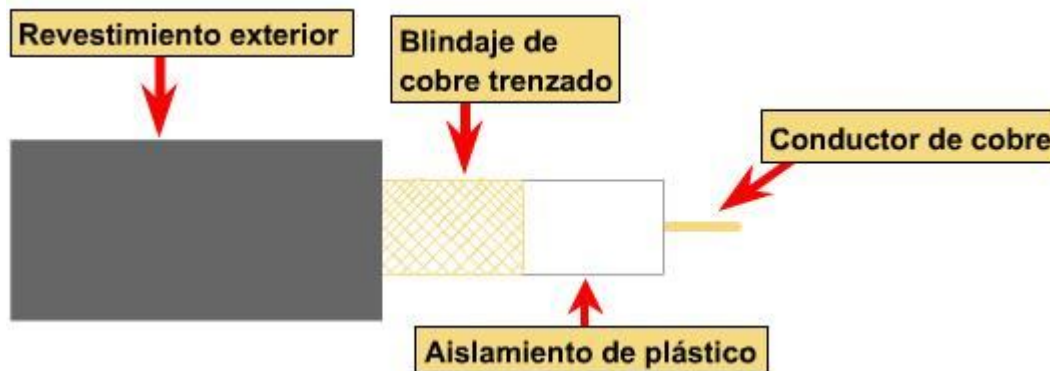 Revestimiento exterior
Blindaje de
cobre trenzado
Conductor de cobre
Aislamiento de plástico